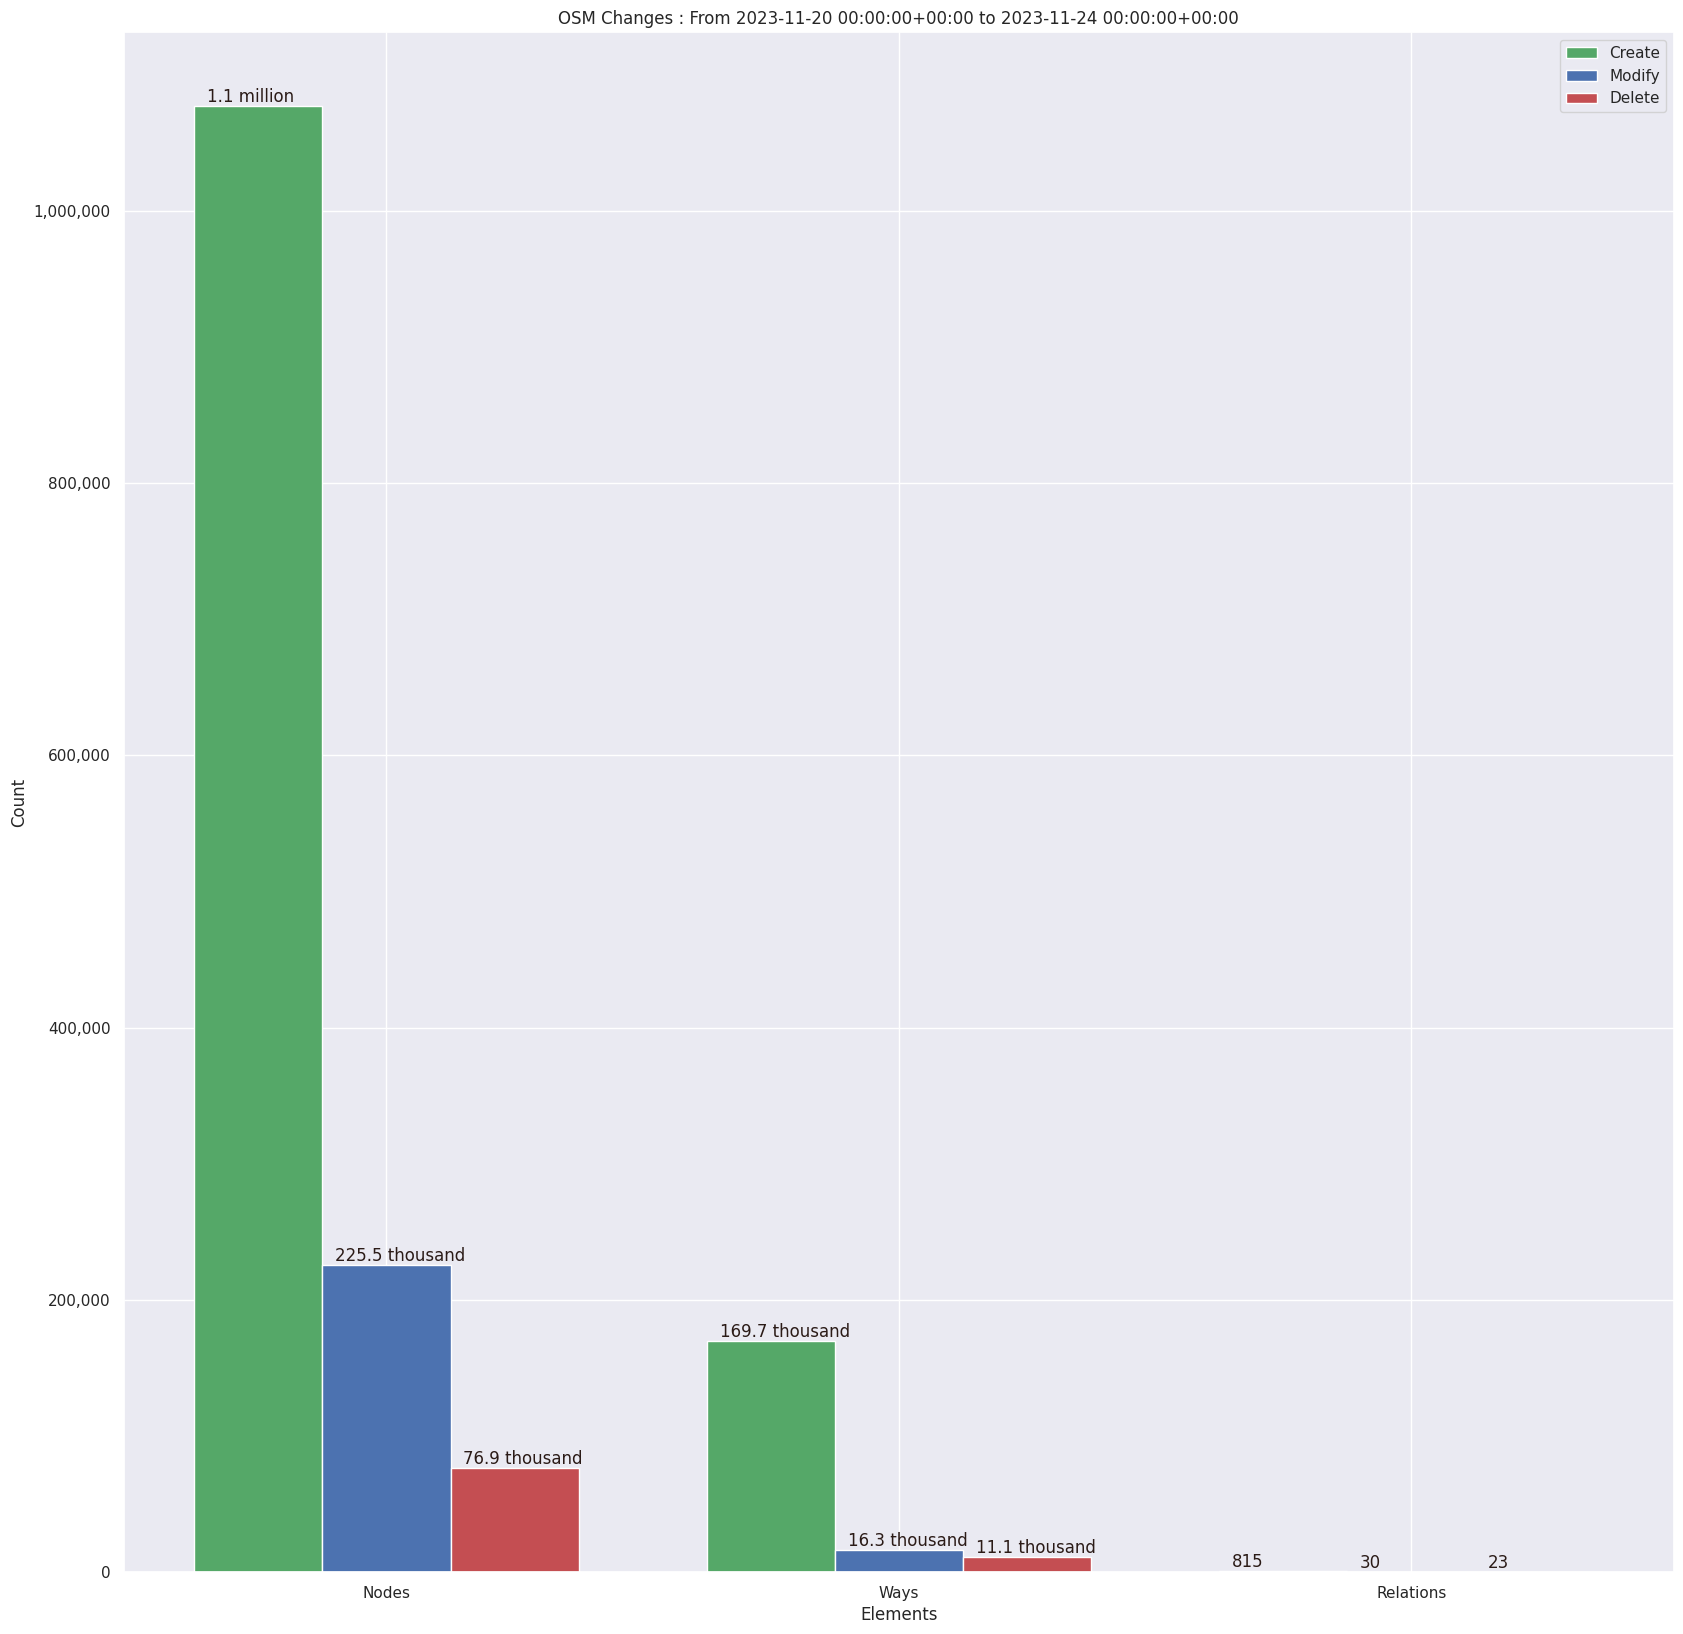 OSM Changes : From 2023-11-20 00:00:00+00:00 to 2023-11-24 00:00:00+00:00
Create
Modify
Delete
1.1 million
225.5 thousand
76.9 thousand
169.7 thousand
16.3 thousand
11.1 thousand
815
30
23
1,000,000
800,000
600,000
400,000
200,000
0
Count
Nodes
Ways
Relations
Elements